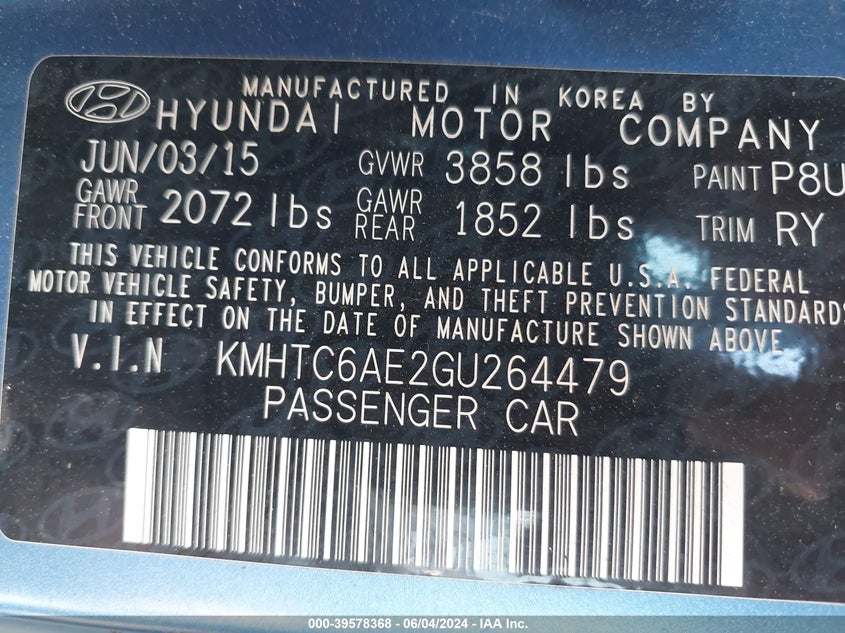 MANUFACTURED IN KOREA BY
HYUNDAI MOTOR COMPANY
JUN/03/15 GVWR 3858 lbs PAINT P8U
GAWR FRONT 2072 lbs GAWR REAR 1852 lbs TRIM RY
THIS VEHICLE CONFORMS TO ALL APPLICABLE U.S.A. FEDERAL
MOTOR VEHICLE SAFETY, BUMPER, AND THEFT PREVENTION STANDARDS
IN EFFECT ON THE DATE OF MANUFACTURE SHOWN ABOVE
V.I.N KMHTC6AE2GU264479
PASSENGER CAR
000-39578368 - 06/04/2024 - IAA Inc.